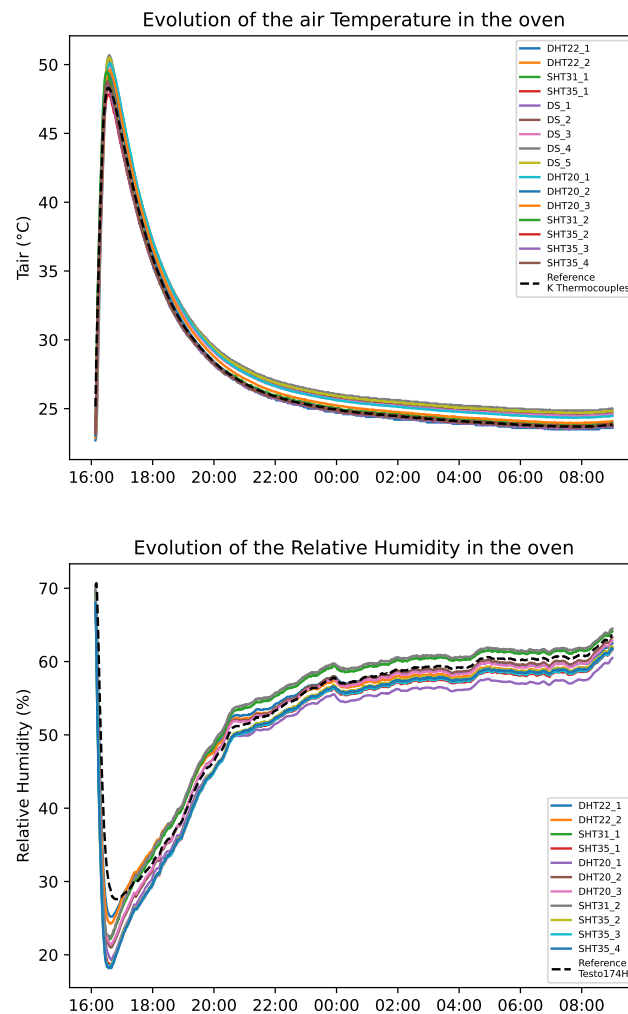 Evolution of the air Temperature in the oven
Tair (°C)
50
45
40
35
30
25
16:00 18:00 20:00 22:00 00:00 02:00 04:00 06:00 08:00
DHT22_1
DHT22_2
SHT31_1
SHT35_1
DS_1
DS_2
DS_3
DS_4
DS_5
DHT20_1
DHT20_2
DHT20_3
SHT31_2
SHT35_2
SHT35_3
SHT35_4
Reference
K Thermocouples
Evolution of the Relative Humidity in the oven
Relative Humidity (%)
70
60
50
40
30
20
16:00 18:00 20:00 22:00 00:00 02:00 04:00 06:00 08:00
DHT22_1
DHT22_2
SHT31_1
SHT35_1
DHT20_1
DHT20_2
DHT20_3
SHT31_2
SHT35_2
SHT35_3
SHT35_4
Reference
Testo174H